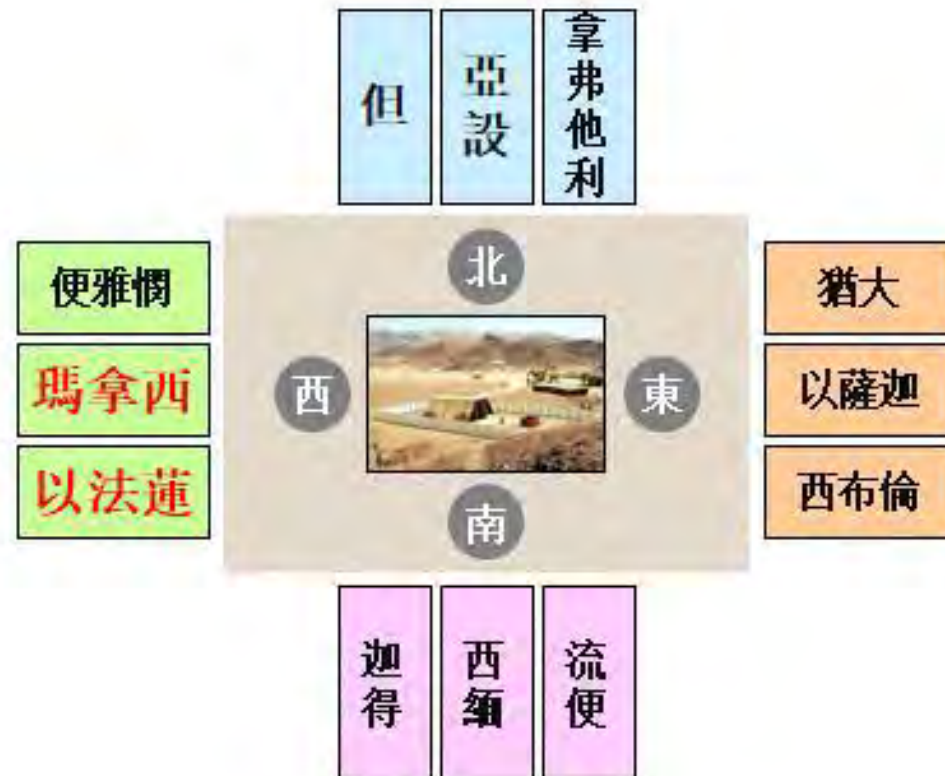 但
亞設
拿弗他利
北
便雅憫
瑪拿西
以法蓮
西
東
猶大
以薩迦
西布倫
南
迦得
西緬
流便